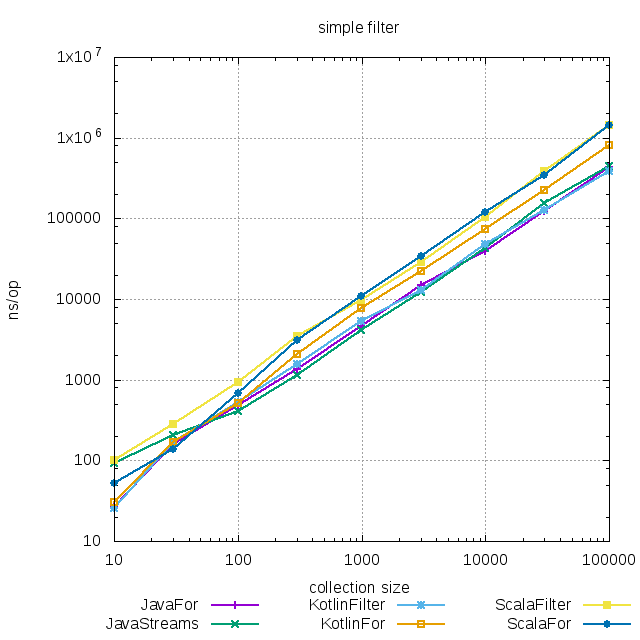 simple filter
1x10^7
1x10^6
100000
10000
1000
100
10
ns/op
10 100 1000 10000 100000
collection size
JavaFor KotlinFilter ScalaFilter
JavaStreams KotlinFor ScalaFor